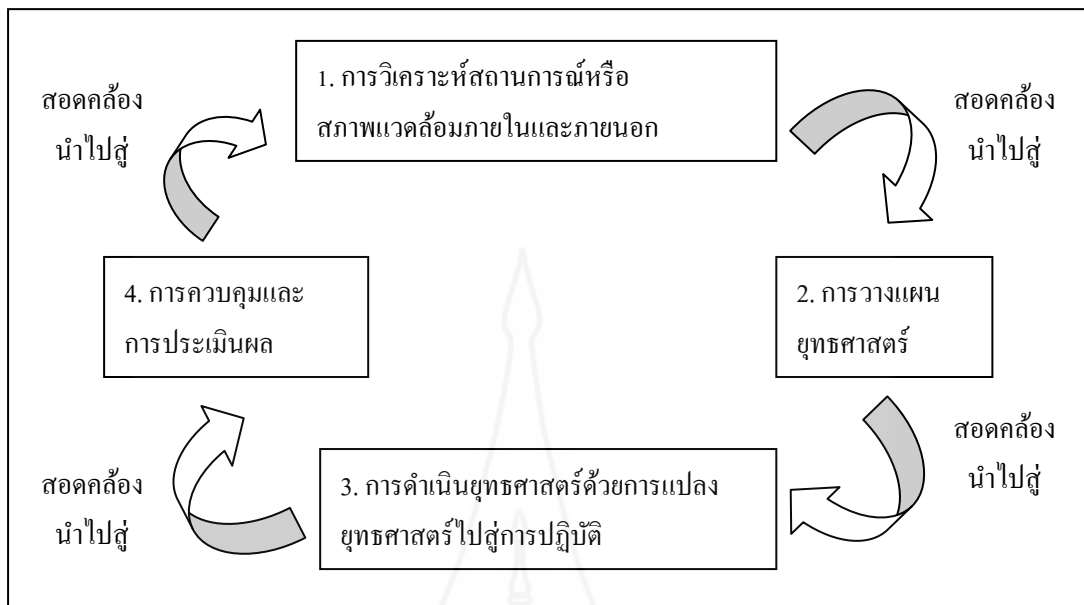 1. การวิเคราะห์สถานการณ์หรือ
สภาพแวดล้อมภายในและภายนอก
สอดคล้อง
นำไปสู่
สอดคล้อง
นำไปสู่
2. การวางแผน
ยุทธศาสตร์
สอดคล้อง
นำไปสู่
3. การดำเนินยุทธศาสตร์ด้วยการแปลง
ยุทธศาสตร์ไปสู่การปฏิบัติ
สอดคล้อง
นำไปสู่
4. การควบคุมและ
การประเมินผล